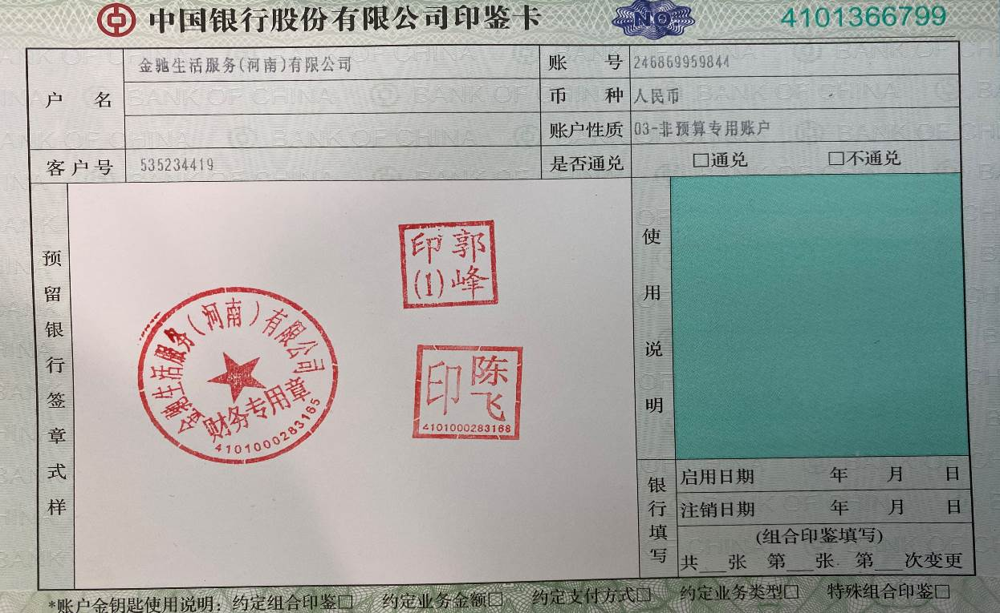 中国银行股份有限公司印鉴卡 NO 4101366799
户名 金驰生活服务(河南)有限公司 账号 246869959844
币种 人民币
账户性质 03-非预算专用账户
客户号 535234419 是否通兑 □通兑 □不通兑
预留银行签章式样
金驰生活服务(河南)有限公司
财务专用章
4101000283165
郭峰印(1)
陈飞印
4101000283168
使用说明
银行填写
启用日期 年 月 日
注销日期 年 月 日
(组合印鉴填写)
共__张 第__张 第__次变更
*账户金钥匙使用说明: 约定组合印鉴□ 约定业务金额□ 约定支付方式□ 约定业务类型□ 特殊组合印鉴□
BANK OF CHINA